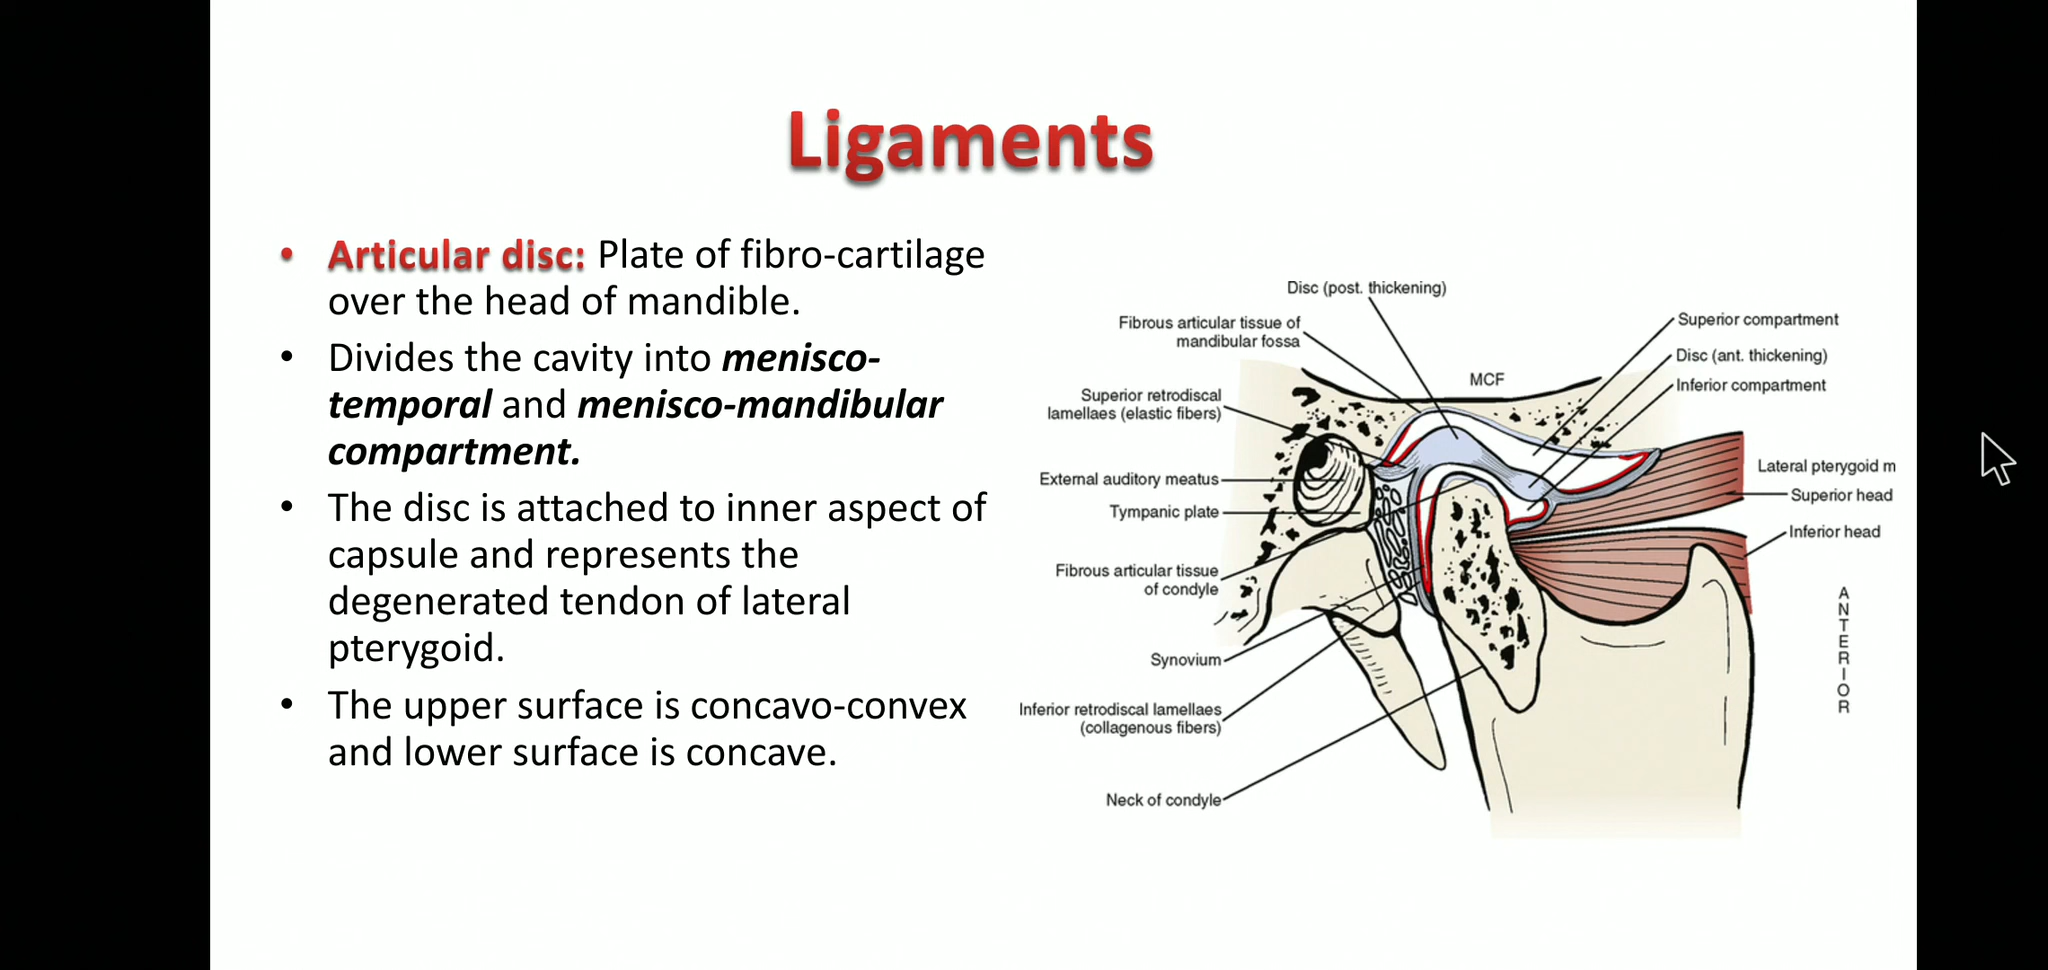 Ligaments
• Articular disc: Plate of fibro-cartilage
over the head of mandible.
• Divides the cavity into menisco-
temporal and menisco-mandibular
compartment.
• The disc is attached to inner aspect of
capsule and represents the
degenerated tendon of lateral
pterygoid.
• The upper surface is concavo-convex
and lower surface is concave.
Disc (post. thickening)
Fibrous articular tissue of
mandibular fossa
Superior retrodiscal
lamellaes (elastic fibers)
External auditory meatus
Tympanic plate
Fibrous articular tissue
of condyle
Synovium
Inferior retrodiscal lamellaes
(collagenous fibers)
Neck of condyle
MCF
Superior compartment
Disc (ant. thickening)
Inferior compartment
Lateral pterygoid m
Superior head
Inferior head
ANTERIOR